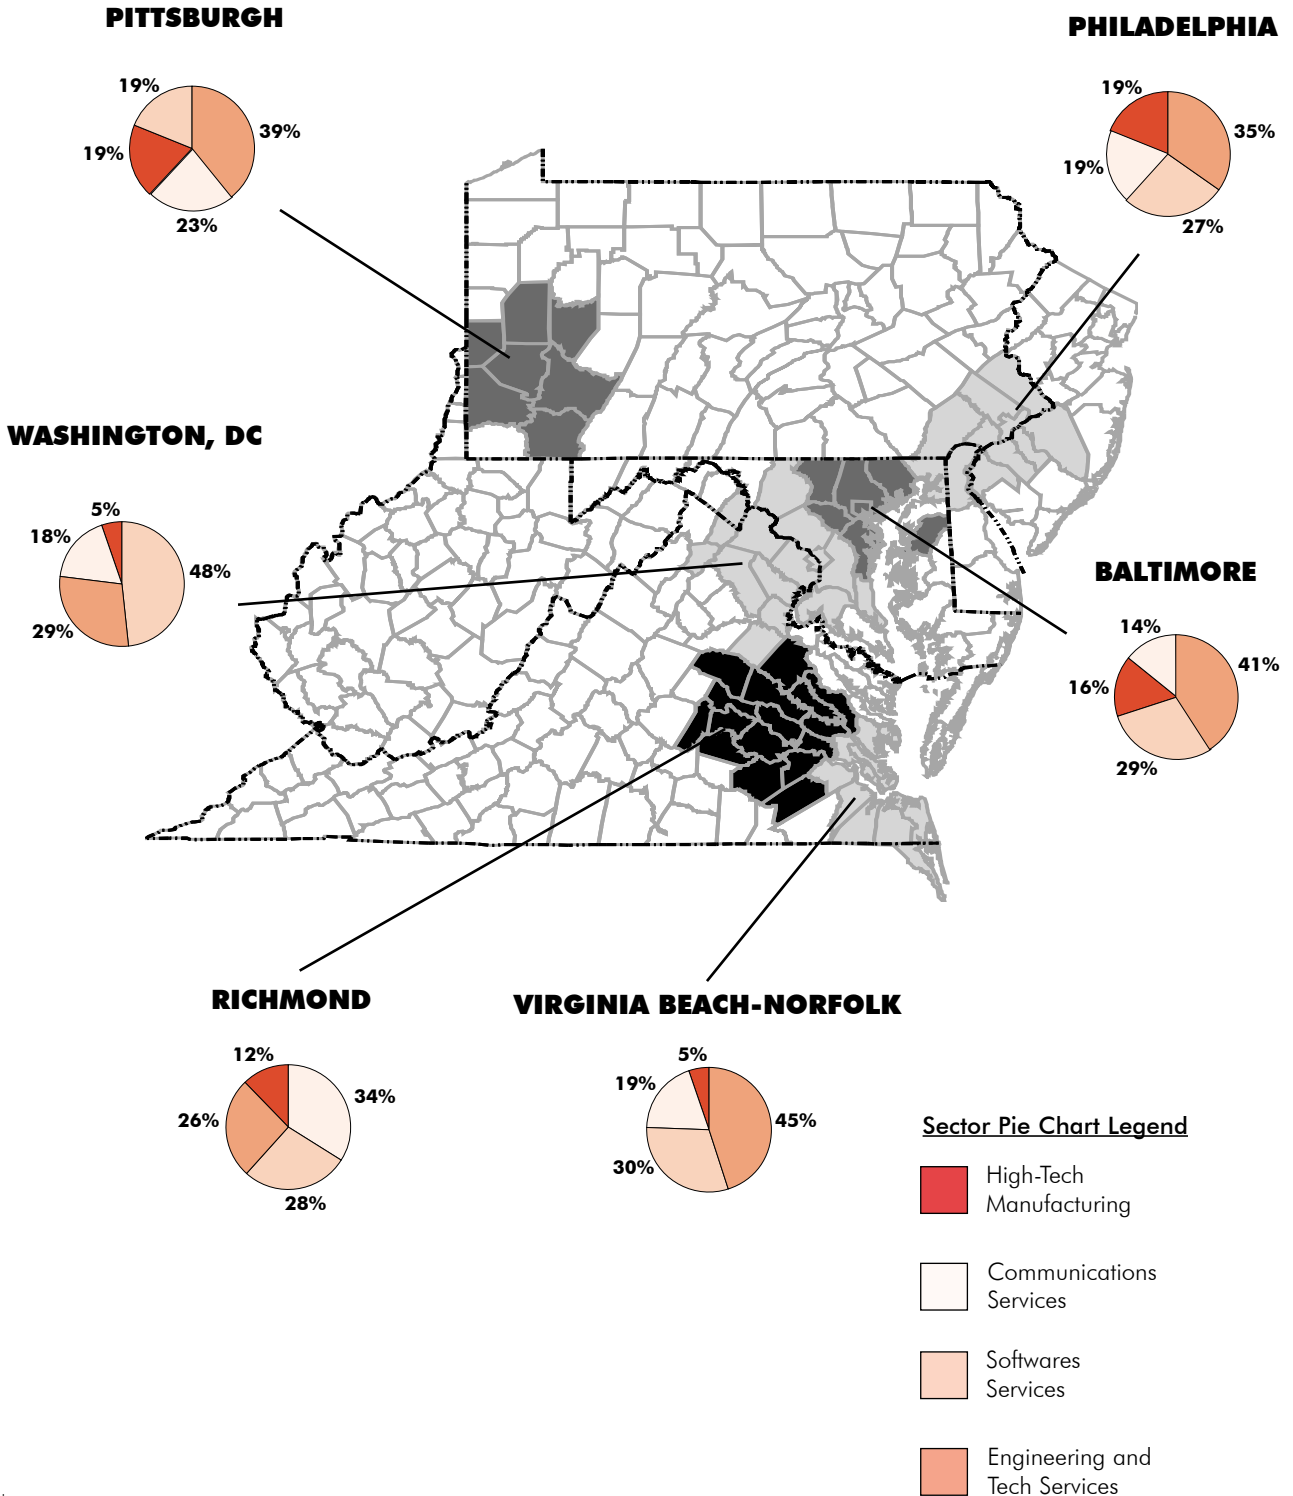 PITTSBURGH
19%
39%
19%
23%
PHILADELPHIA
19%
35%
19%
27%
WASHINGTON, DC
5%
18%
48%
29%
BALTIMORE
14%
41%
16%
29%
RICHMOND
12%
34%
26%
28%
VIRGINIA BEACH-NORFOLK
5%
19%
45%
30%
Sector Pie Chart Legend
High-Tech
Manufacturing
Communications
Services
Softwares
Services
Engineering and
Tech Services